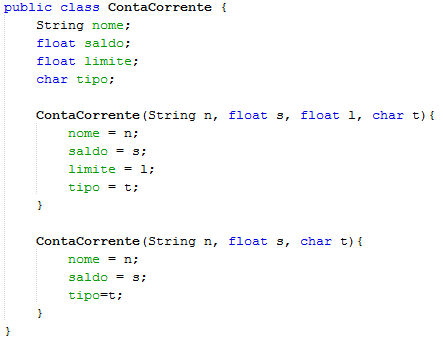 public class ContaCorrente {
    String nome;
    float saldo;
    float limite;
    char tipo;

    ContaCorrente(String n, float s, float l, char t){
        nome = n;
        saldo = s;
        limite = l;
        tipo = t;
    }

    ContaCorrente(String n, float s, char t){
        nome = n;
        saldo = s;
        tipo=t;
    }
}